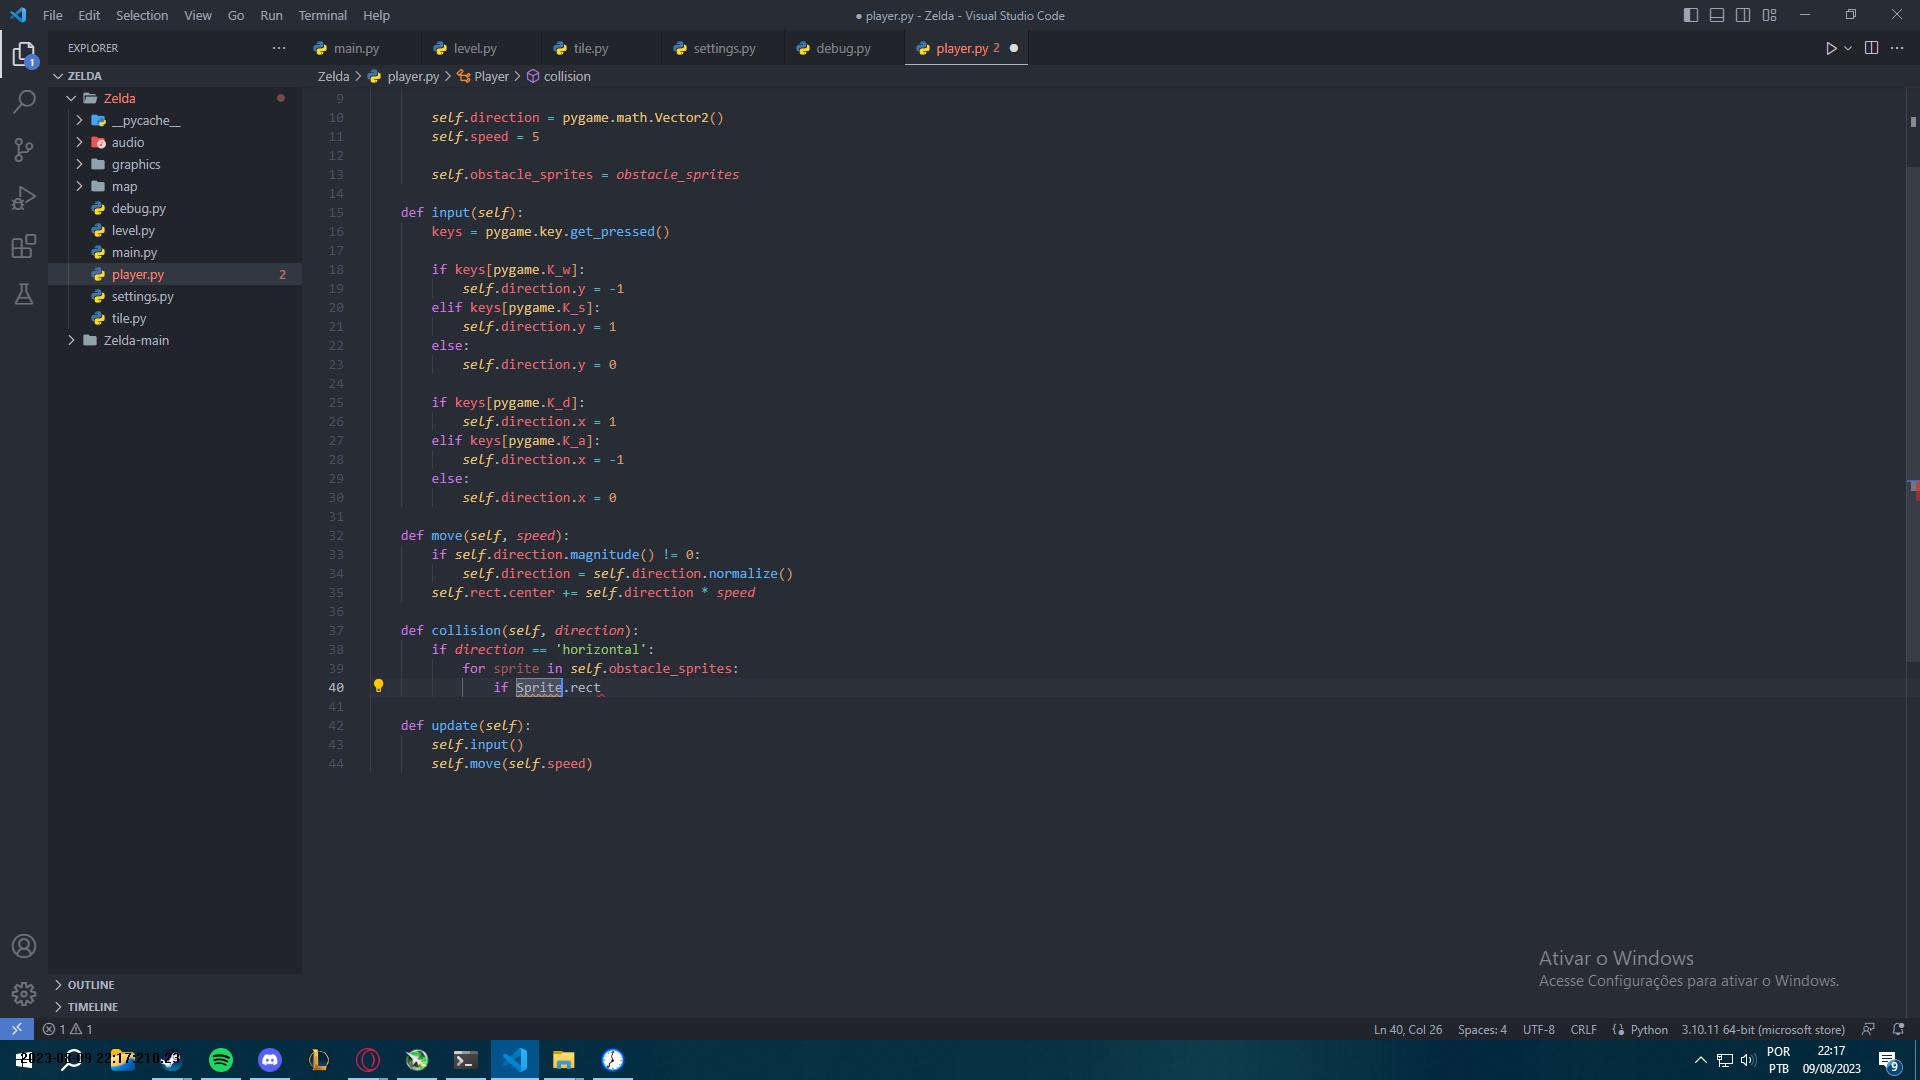 File Edit Selection View Go Run Terminal Help
● player.py - Zelda - Visual Studio Code
EXPLORER ···
main.py level.py tile.py settings.py debug.py player.py 2
ZELDA
Zelda > player.py > Player > collision
Zelda
__pycache__
audio
graphics
map
debug.py
level.py
main.py
player.py 2
settings.py
tile.py
Zelda-main
9
10 self.direction = pygame.math.Vector2()
11 self.speed = 5
12
13 self.obstacle_sprites = obstacle_sprites
14
15 def input(self):
16 keys = pygame.key.get_pressed()
17
18 if keys[pygame.K_w]:
19 self.direction.y = -1
20 elif keys[pygame.K_s]:
21 self.direction.y = 1
22 else:
23 self.direction.y = 0
24
25 if keys[pygame.K_d]:
26 self.direction.x = 1
27 elif keys[pygame.K_a]:
28 self.direction.x = -1
29 else:
30 self.direction.x = 0
31
32 def move(self, speed):
33 if self.direction.magnitude() != 0:
34 self.direction = self.direction.normalize()
35 self.rect.center += self.direction * speed
36
37 def collision(self, direction):
38 if direction == 'horizontal':
39 for sprite in self.obstacle_sprites:
40 if Sprite.rect
41
42 def update(self):
43 self.input()
44 self.move(self.speed)
OUTLINE
TIMELINE
1
Ativar o Windows
Acesse Configurações para ativar o Windows.
1 1
Ln 40, Col 26 Spaces: 4 UTF-8 CRLF Python 3.10.11 64-bit (microsoft store)
POR
PTB
22:17
09/08/2023
9